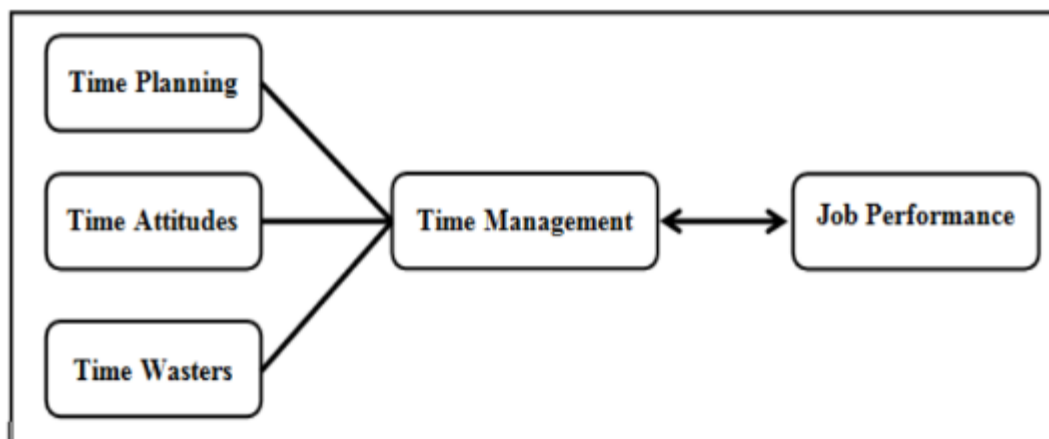 Time Planning
Time Attitudes
Time Wasters
Time Management
Job Performance